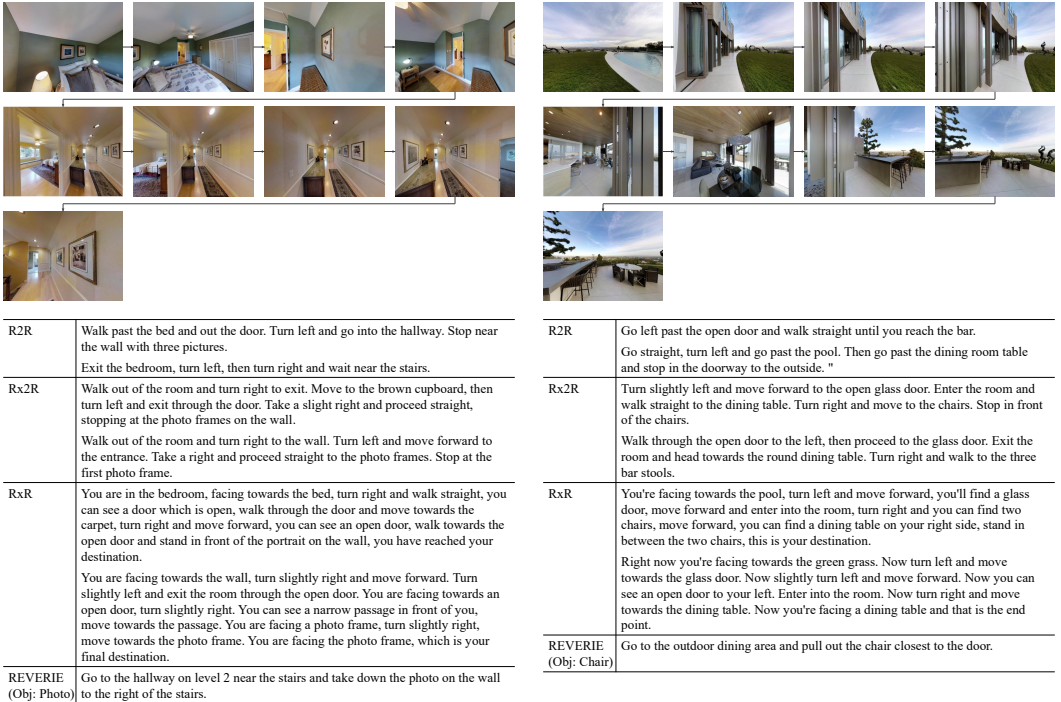 R2R
Walk past the bed and out the door. Turn left and go into the hallway. Stop near
the wall with three pictures.
Exit the bedroom, turn left, then turn right and wait near the stairs.
Rx2R
Walk out of the room and turn right to exit. Move to the brown cupboard, then
turn left and exit through the door. Take a slight right and proceed straight,
stopping at the photo frames on the wall.
Walk out of the room and turn right to the wall. Turn left and move forward to
the entrance. Take a right and proceed straight to the photo frames. Stop at the
first photo frame.
RxR
You are in the bedroom, facing towards the bed, turn right and walk straight, you
can see a door which is open, walk through the door and move towards the
carpet, turn right and move forward, you can see an open door, walk towards the
open door and stand in front of the portrait on the wall, you have reached your
destination.
You are facing towards the wall, turn slightly right and move forward. Turn
slightly left and exit the room through the open door. You are facing towards an
open door, turn slightly right. You can see a narrow passage in front of you,
move towards the passage. You are facing a photo frame, turn slightly right,
move towards the photo frame. You are facing the photo frame, which is your
final destination.
REVERIE
(Obj: Photo)
Go to the hallway on level 2 near the stairs and take down the photo on the wall
to the right of the stairs.
R2R
Go left past the open door and walk straight until you reach the bar.
Go straight, turn left and go past the pool. Then go past the dining room table
and stop in the doorway to the outside. "
Rx2R
Turn slightly left and move forward to the open glass door. Enter the room and
walk straight to the dining table. Turn right and move to the chairs. Stop in front
of the chairs.
Walk through the open door to the left, then proceed to the glass door. Exit the
room and head towards the round dining table. Turn right and walk to the three
bar stools.
RxR
You're facing towards the pool, turn left and move forward, you'll find a glass
door, move forward and enter into the room, turn right and you can find two
chairs, move forward, you can find a dining table on your right side, stand in
between the two chairs, this is your destination.
Right now you're facing towards the green grass. Now turn left and move
towards the glass door. Now slightly turn left and move forward. Now you can
see an open door to your left. Enter into the room. Now turn right and move
towards the dining table. Now you're facing a dining table and that is the end
point.
REVERIE
(Obj: Chair)
Go to the outdoor dining area and pull out the chair closest to the door.